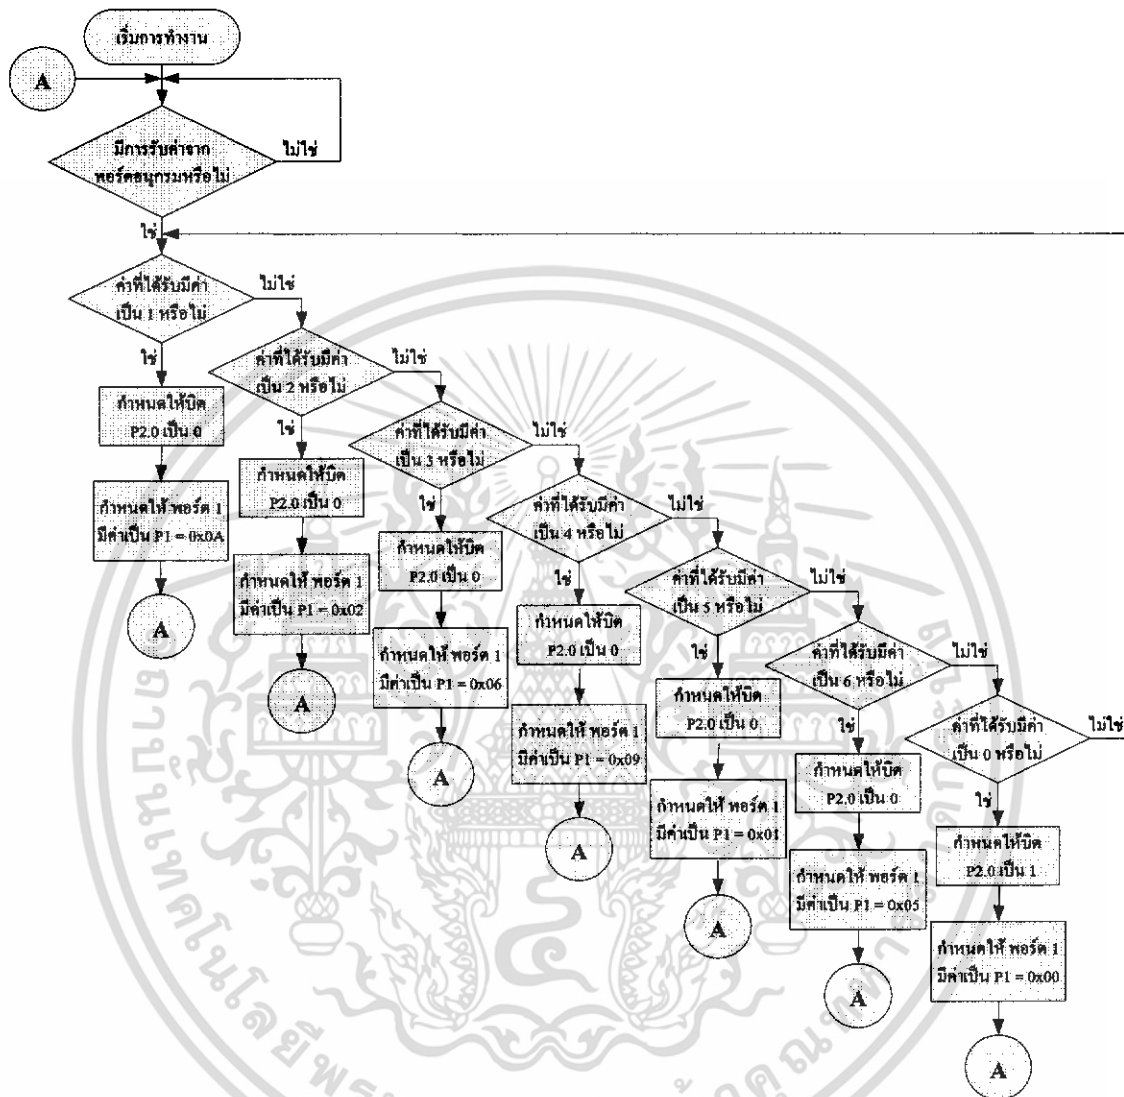 เริ่มการทำงาน
A
มีการรับค่าจาก
พอร์ตอนุกรมหรือไม่
ไม่ใช่
ใช่
ค่าที่ได้รับมีค่า
เป็น 1 หรือไม่
ไม่ใช่
ใช่
กำหนดให้บิต
P2.0 เป็น 0
กำหนดให้ พอร์ต 1
มีค่าเป็น P1 = 0x0A
A
ค่าที่ได้รับมีค่า
เป็น 2 หรือไม่
ไม่ใช่
ใช่
กำหนดให้บิต
P2.0 เป็น 0
กำหนดให้ พอร์ต 1
มีค่าเป็น P1 = 0x02
A
ค่าที่ได้รับมีค่า
เป็น 3 หรือไม่
ไม่ใช่
ใช่
กำหนดให้บิต
P2.0 เป็น 0
กำหนดให้ พอร์ต 1
มีค่าเป็น P1 = 0x06
A
ค่าที่ได้รับมีค่า
เป็น 4 หรือไม่
ไม่ใช่
ใช่
กำหนดให้บิต
P2.0 เป็น 0
กำหนดให้ พอร์ต 1
มีค่าเป็น P1 = 0x09
A
ค่าที่ได้รับมีค่า
เป็น 5 หรือไม่
ไม่ใช่
ใช่
กำหนดให้บิต
P2.0 เป็น 0
กำหนดให้ พอร์ต 1
มีค่าเป็น P1 = 0x01
A
ค่าที่ได้รับมีค่า
เป็น 6 หรือไม่
ไม่ใช่
ใช่
กำหนดให้บิต
P2.0 เป็น 0
กำหนดให้ พอร์ต 1
มีค่าเป็น P1 = 0x05
A
ค่าที่ได้รับมีค่า
เป็น 0 หรือไม่
ไม่ใช่
ใช่
กำหนดให้บิต
P2.0 เป็น 1
กำหนดให้ พอร์ต 1
มีค่าเป็น P1 = 0x00
A